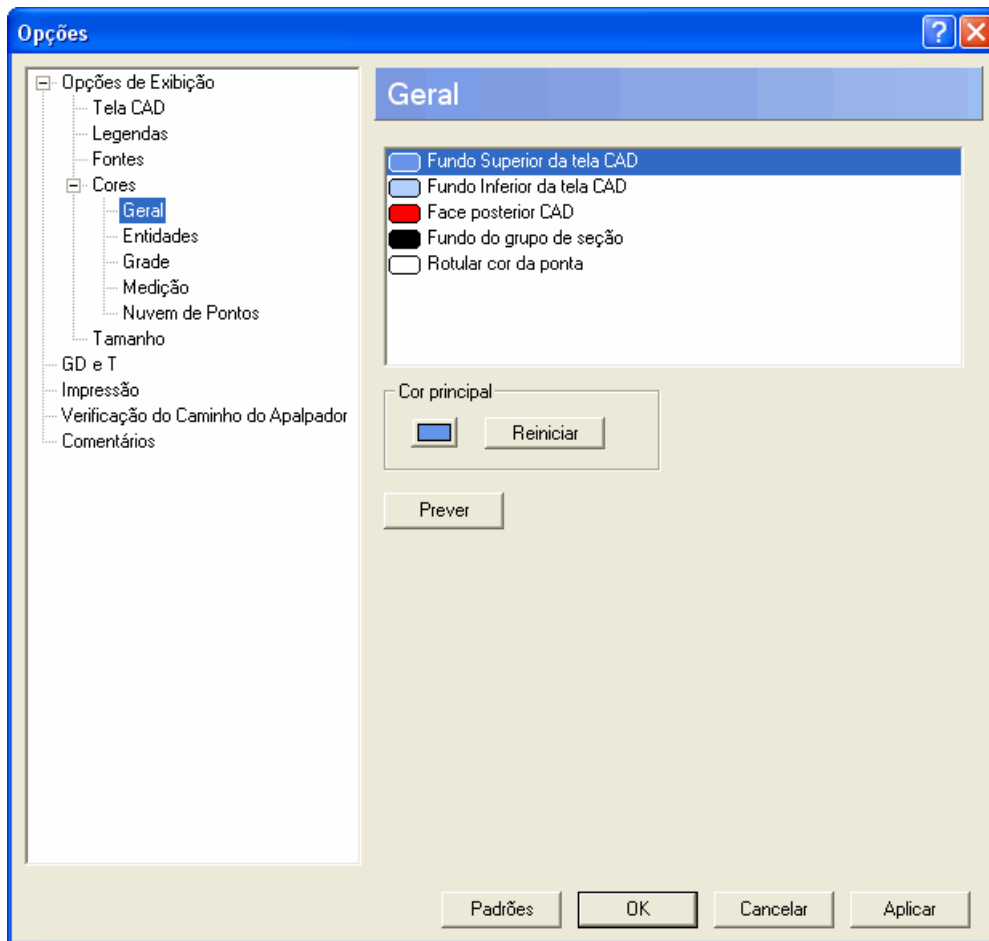 Opções
Opções de Exibição
Tela CAD
Legendas
Fontes
Cores
Geral
Entidades
Grade
Medição
Nuvem de Pontos
Tamanho
GD e T
Impressão
Verificação do Caminho do Apalpador
Comentários
Geral
Fundo Superior da tela CAD
Fundo Inferior da tela CAD
Face posterior CAD
Fundo do grupo de seção
Rotular cor da ponta
Cor principal
Reiniciar
Prever
Padrões OK Cancelar Aplicar